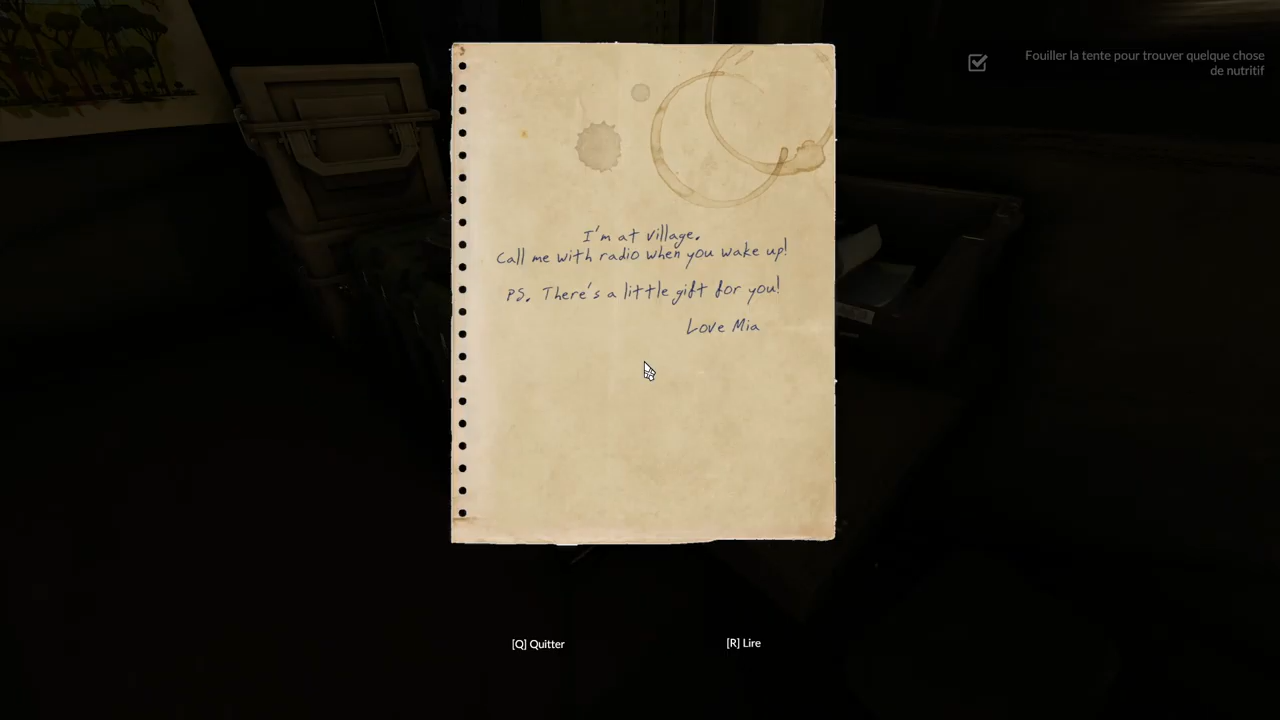 Fouiller la tente pour trouver quelque chose
de nutritif
I'm at village.
Call me with radio when you wake up!
PS. There's a little gift for you!
Love Mia
[Q] Quitter
[R] Lire